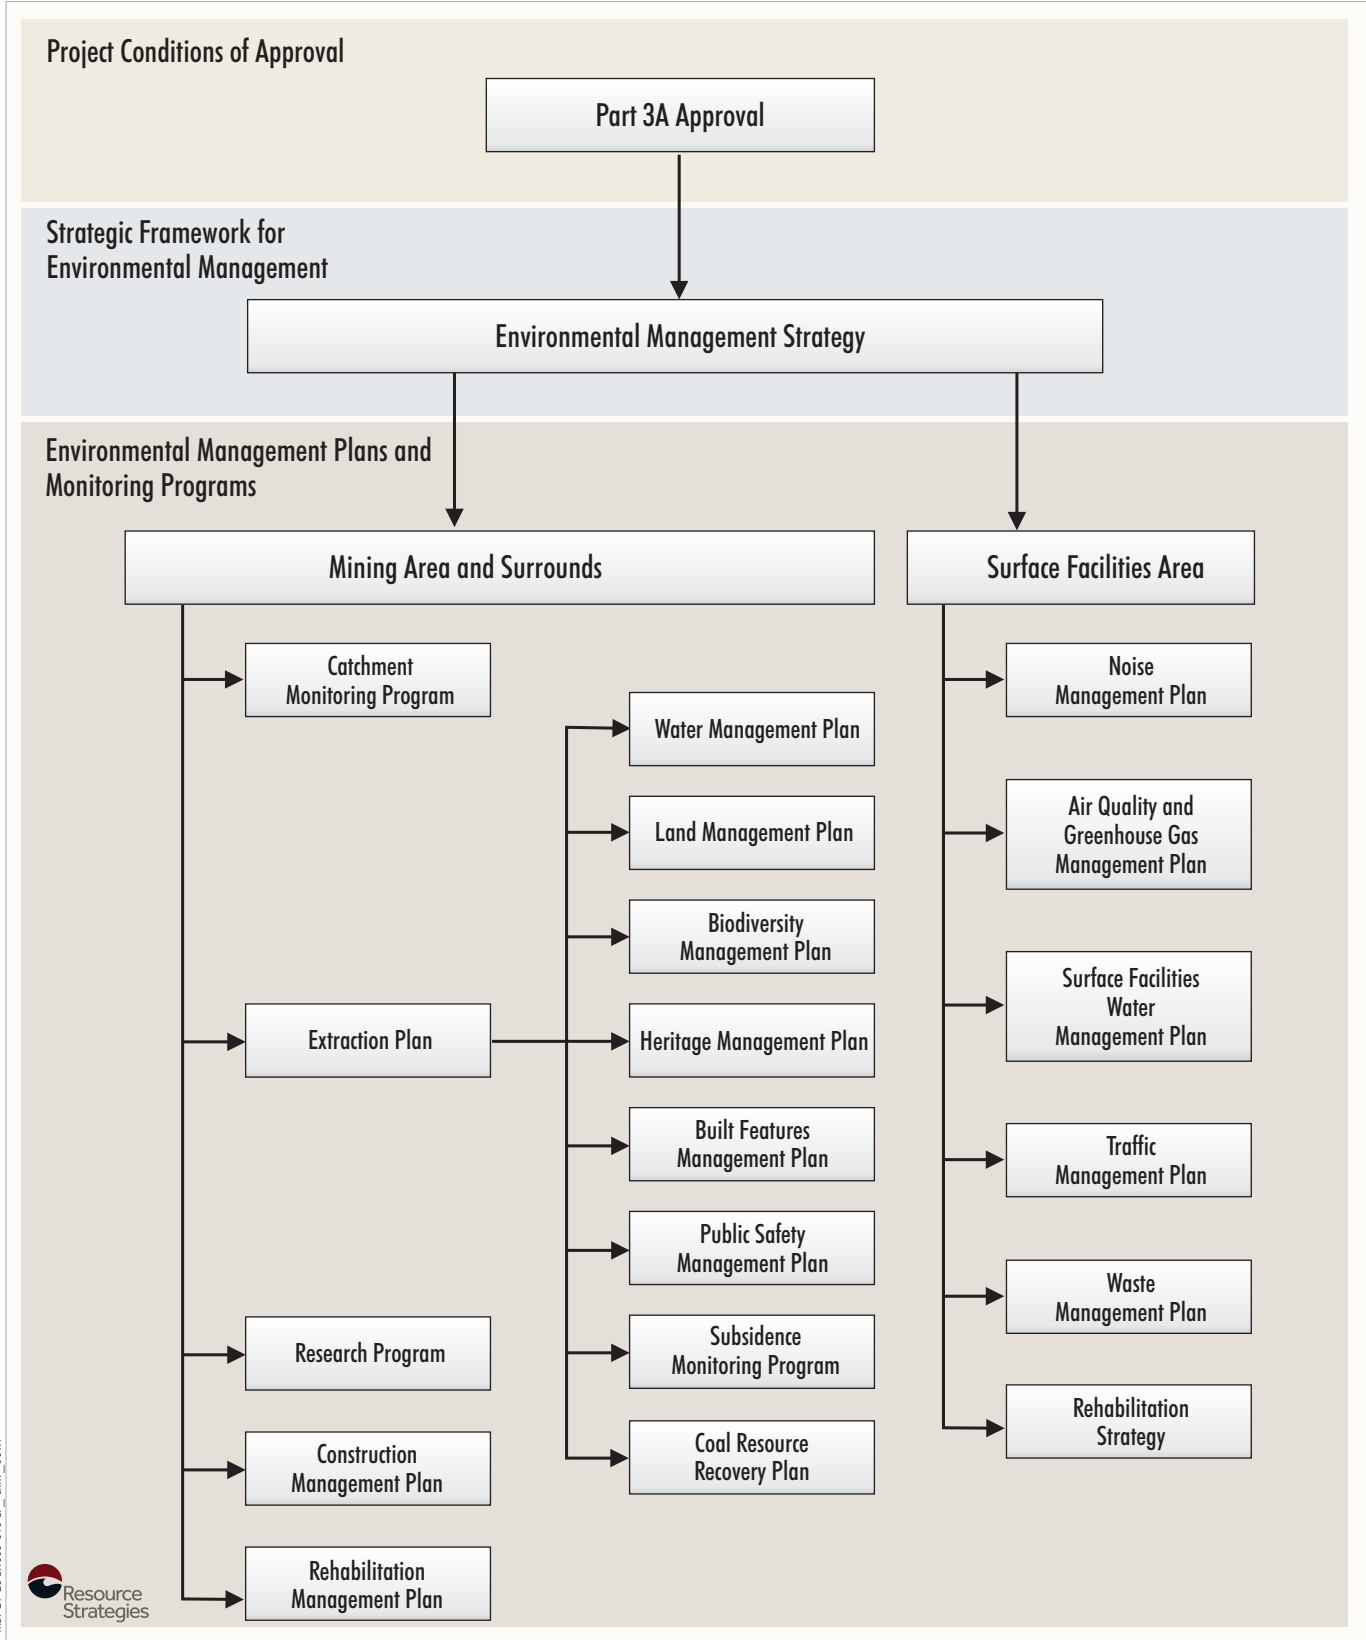 Project Conditions of Approval
Part 3A Approval
Strategic Framework for
Environmental Management
Environmental Management Strategy
Environmental Management Plans and
Monitoring Programs
Mining Area and Surrounds
Catchment
Monitoring Program
Extraction Plan
Water Management Plan
Land Management Plan
Biodiversity
Management Plan
Heritage Management Plan
Built Features
Management Plan
Public Safety
Management Plan
Subsidence
Monitoring Program
Coal Resource
Recovery Plan
Research Program
Construction
Management Plan
Rehabilitation
Management Plan
Surface Facilities Area
Noise
Management Plan
Air Quality and
Greenhouse Gas
Management Plan
Surface Facilities
Water
Management Plan
Traffic
Management Plan
Waste
Management Plan
Rehabilitation
Strategy
Resource
Strategies